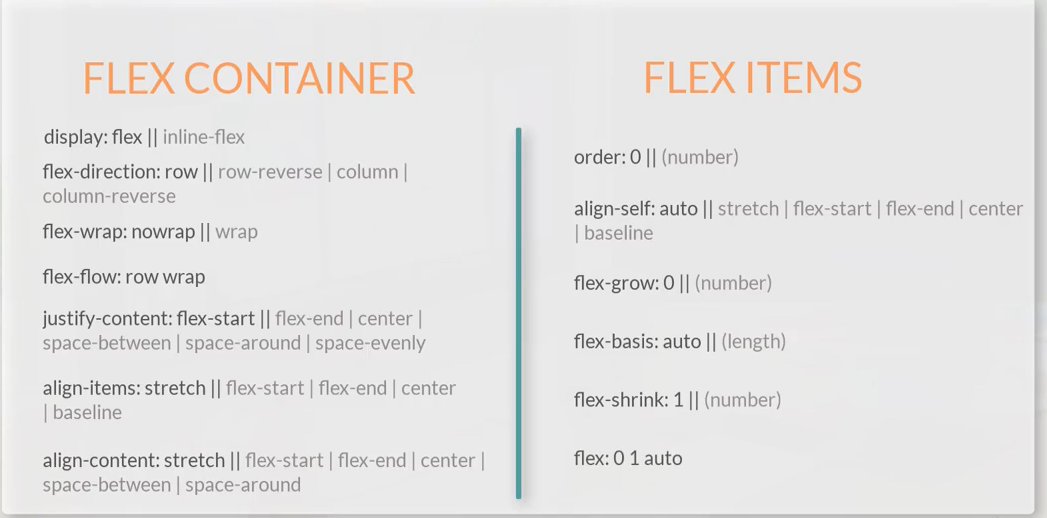 FLEX CONTAINER
display: flex || inline-flex
flex-direction: row || row-reverse | column |
column-reverse
flex-wrap: nowrap || wrap
flex-flow: row wrap
justify-content: flex-start || flex-end | center |
space-between | space-around | space-evenly
align-items: stretch || flex-start | flex-end | center
| baseline
align-content: stretch || flex-start | flex-end | center |
space-between | space-around
FLEX ITEMS
order: 0 || (number)
align-self: auto || stretch | flex-start | flex-end | center
| baseline
flex-grow: 0 || (number)
flex-basis: auto || (length)
flex-shrink: 1 || (number)
flex: 0 1 auto